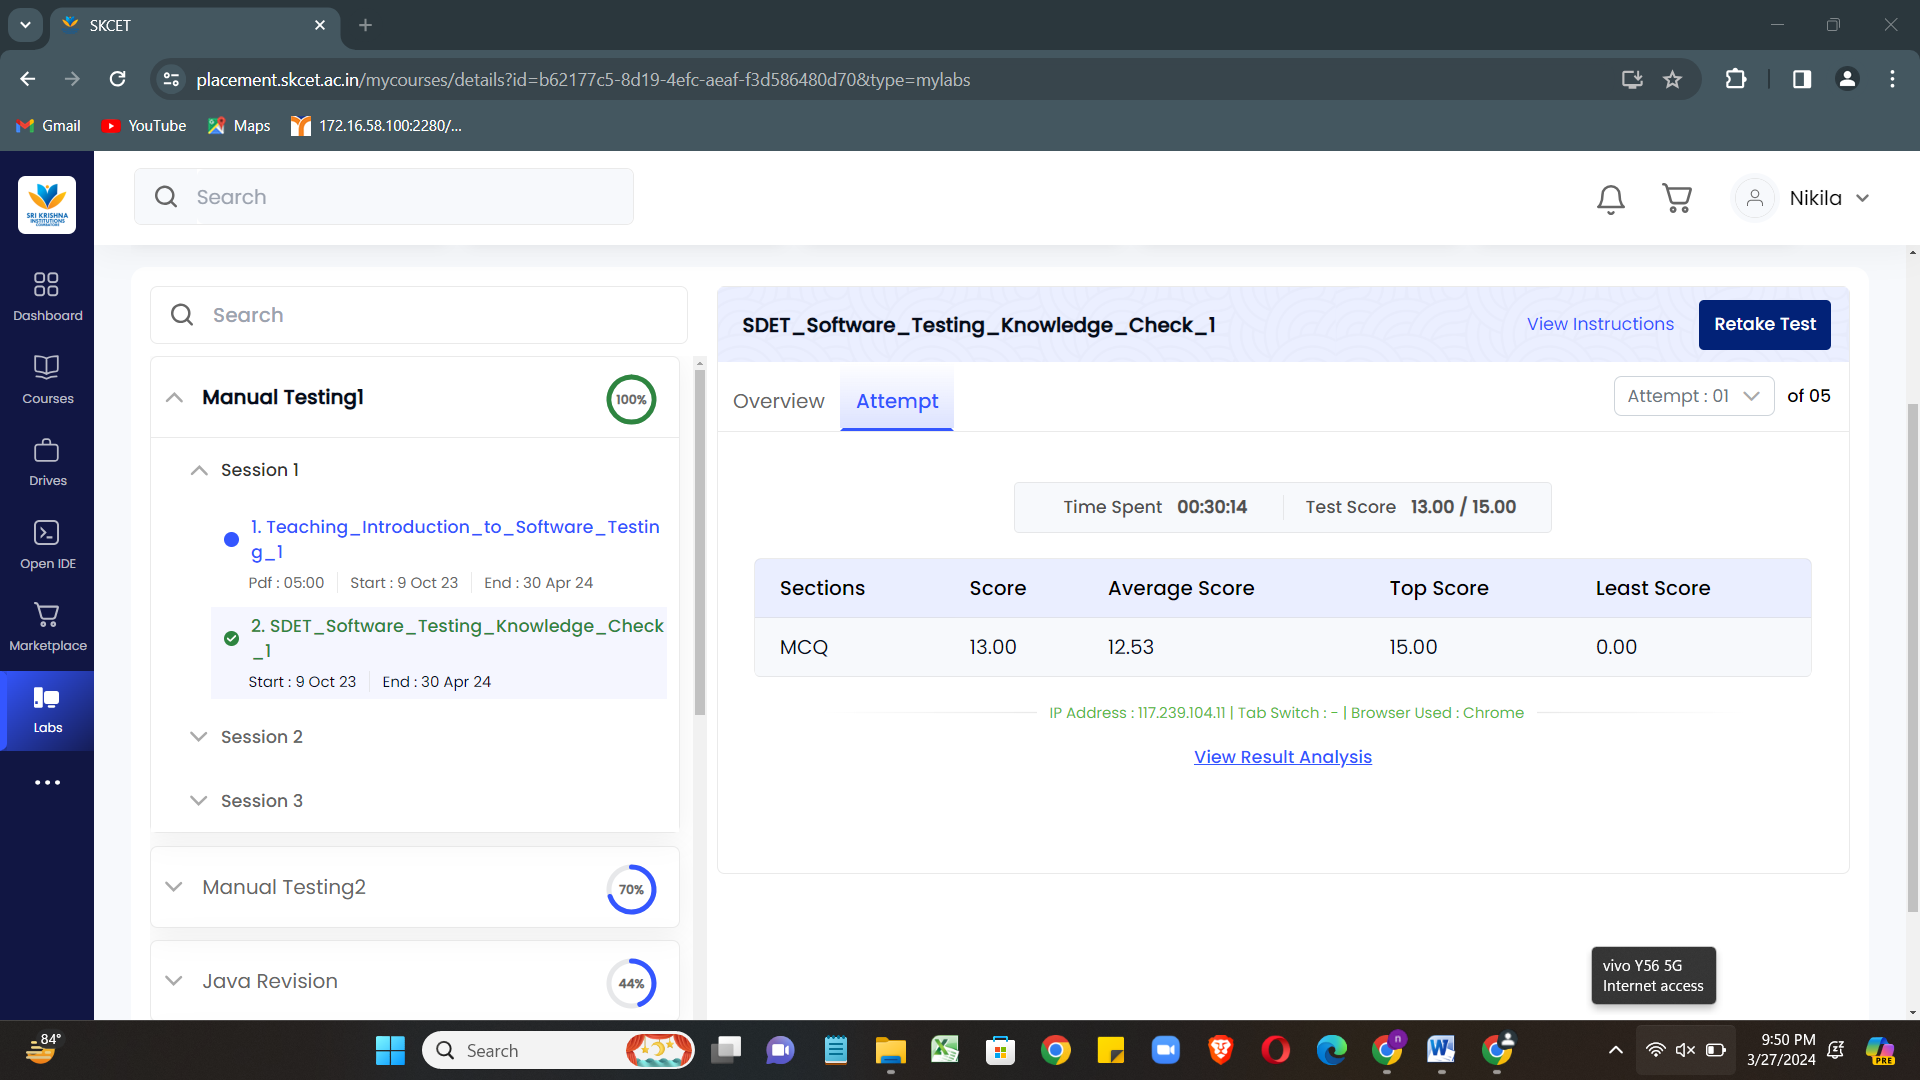 SKCET
placement.skcet.ac.in/mycourses/details?id=b62177c5-8d19-4efc-aeaf-f3d586480d70&type=mylabs
Gmail
YouTube
Maps
172.16.58.100:2280/...
SRI KRISHNA
INSTITUTIONS
COIMBATORE
Search
Nikila
Dashboard
Courses
Drives
Open IDE
Marketplace
Labs
Search
Manual Testing1
100%
Session 1
1. Teaching_Introduction_to_Software_Testin
g_1
Pdf : 05:00
Start : 9 Oct 23
End : 30 Apr 24
2. SDET_Software_Testing_Knowledge_Check
_1
Start : 9 Oct 23
End : 30 Apr 24
Session 2
Session 3
Manual Testing2
70%
Java Revision
44%
SDET_Software_Testing_Knowledge_Check_1
View Instructions
Retake Test
Overview
Attempt
Attempt : 01
of 05
Time Spent 00:30:14
Test Score 13.00 / 15.00
Sections Score Average Score Top Score Least Score
MCQ 13.00 12.53 15.00 0.00
IP Address : 117.239.104.11 | Tab Switch : - | Browser Used : Chrome
View Result Analysis
vivo Y56 5G
Internet access
84°
Search
n
9:50 PM
3/27/2024
PRE